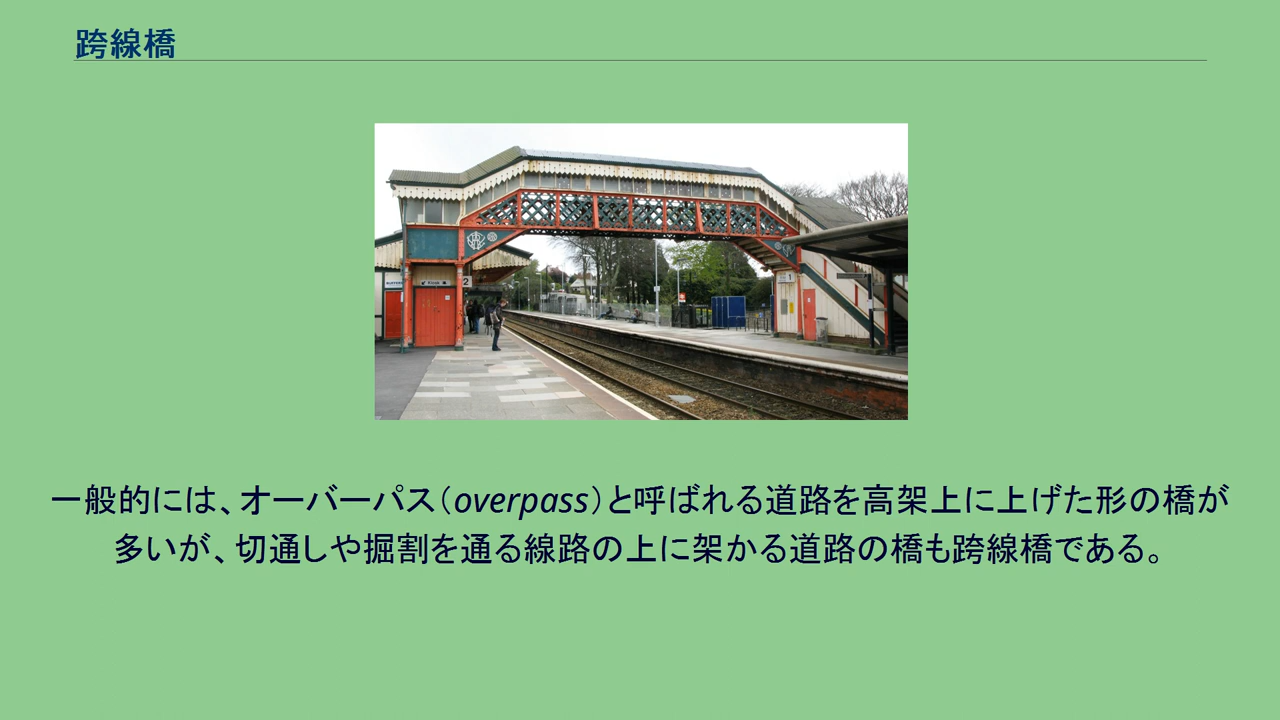 跨線橋
2
1
一般的には、オーバーパス（overpass）と呼ばれる道路を高架上に上げた形の橋が
多いが、切通しや掘割を通る線路の上に架かる道路の橋も跨線橋である。